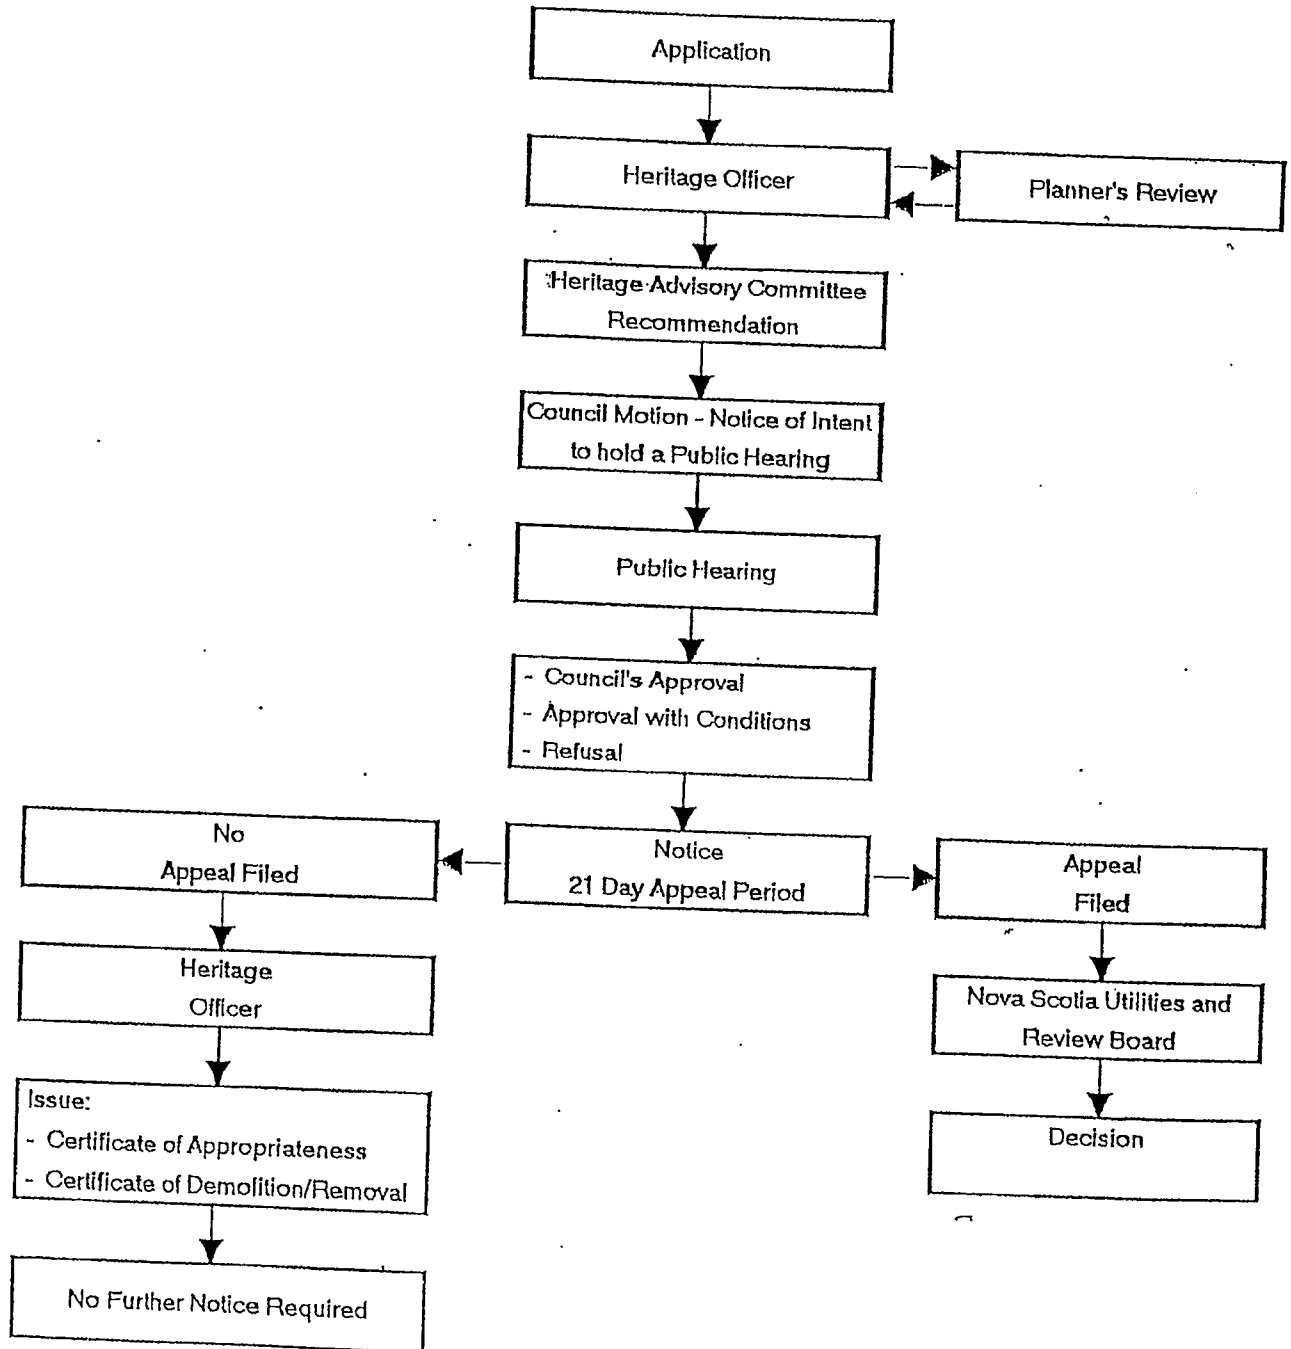 Application
Heritage Officer
Planner's Review
Heritage Advisory Committee
Recommendation
Council Motion - Notice of Intent
to hold a Public Hearing
Public Hearing
- Council's Approval
- Approval with Conditions
- Refusal
Notice
21 Day Appeal Period
No
Appeal Filed
Heritage
Officer
Issue:
- Certificate of Appropriateness
- Certificate of Demolition/Removal
No Further Notice Required
Appeal
Filed
Nova Scotia Utilities and
Review Board
Decision